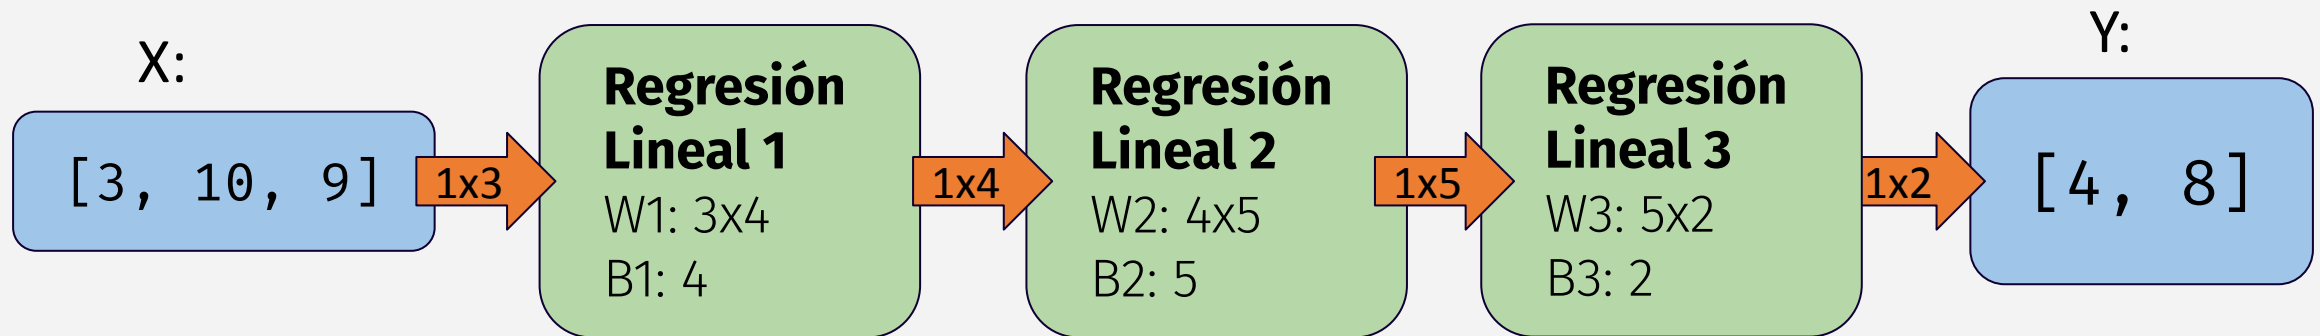 X:
[3, 10, 9]
1x3
Regresión
Lineal 1
W1: 3x4
B1: 4
1x4
Regresión
Lineal 2
W2: 4x5
B2: 5
1x5
Regresión
Lineal 3
W3: 5x2
B3: 2
1x2
Y:
[4, 8]